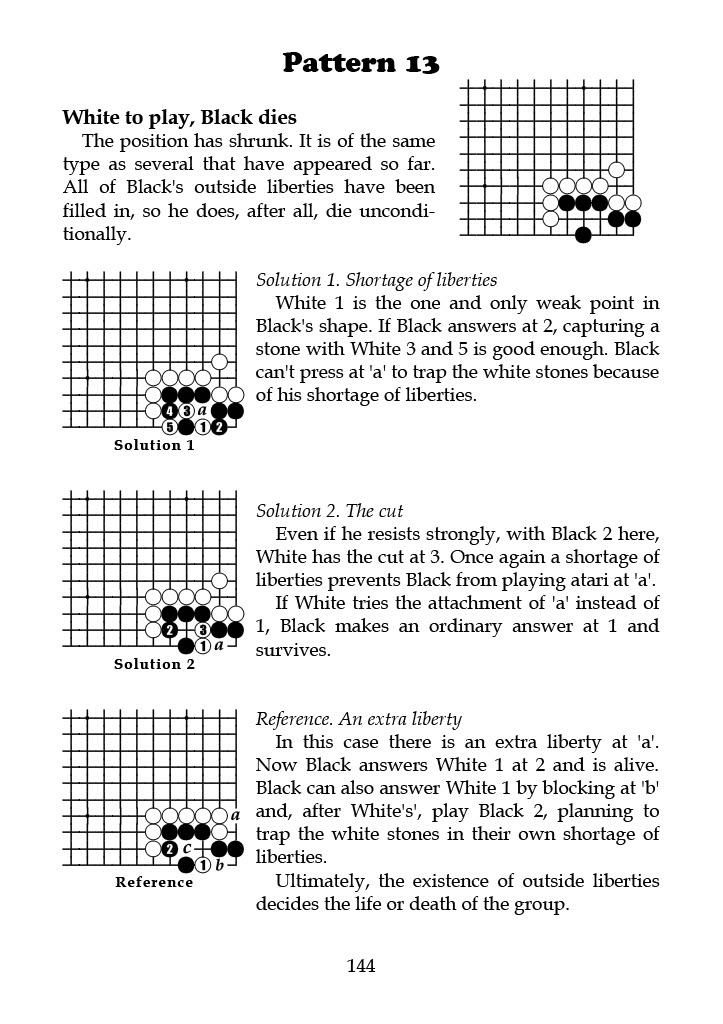 Pattern 13
White to play, Black dies
The position has shrunk. It is of the same
type as several that have appeared so far.
All of Black's outside liberties have been
filled in, so he does, after all, die uncondi-
tionally.
Solution 1. Shortage of liberties
White 1 is the one and only weak point in
Black's shape. If Black answers at 2, capturing a
stone with White 3 and 5 is good enough. Black
can't press at 'a' to trap the white stones because
of his shortage of liberties.
4 3 a
5 1 2
Solution 1
Solution 2. The cut
Even if he resists strongly, with Black 2 here,
White has the cut at 3. Once again a shortage of
liberties prevents Black from playing atari at 'a'.
If White tries the attachment of 'a' instead of
1, Black makes an ordinary answer at 1 and
survives.
2 3
1 a
Solution 2
Reference. An extra liberty
In this case there is an extra liberty at 'a'.
Now Black answers White 1 at 2 and is alive.
Black can also answer White 1 by blocking at 'b'
and, after White's', play Black 2, planning to
trap the white stones in their own shortage of
liberties.
Ultimately, the existence of outside liberties
decides the life or death of the group.
a
2 c
1 b
Reference
144